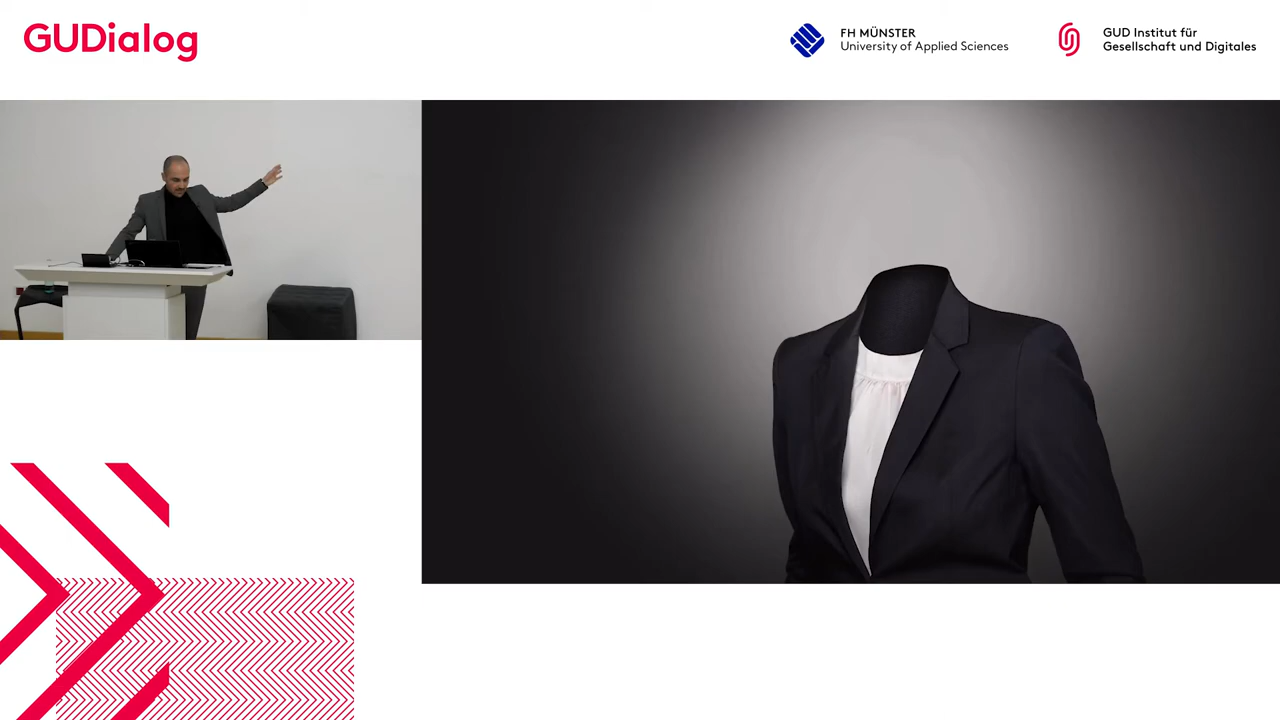 GUDialog
FH MÜNSTER
University of Applied Sciences
GUD Institut für
Gesellschaft und Digitales